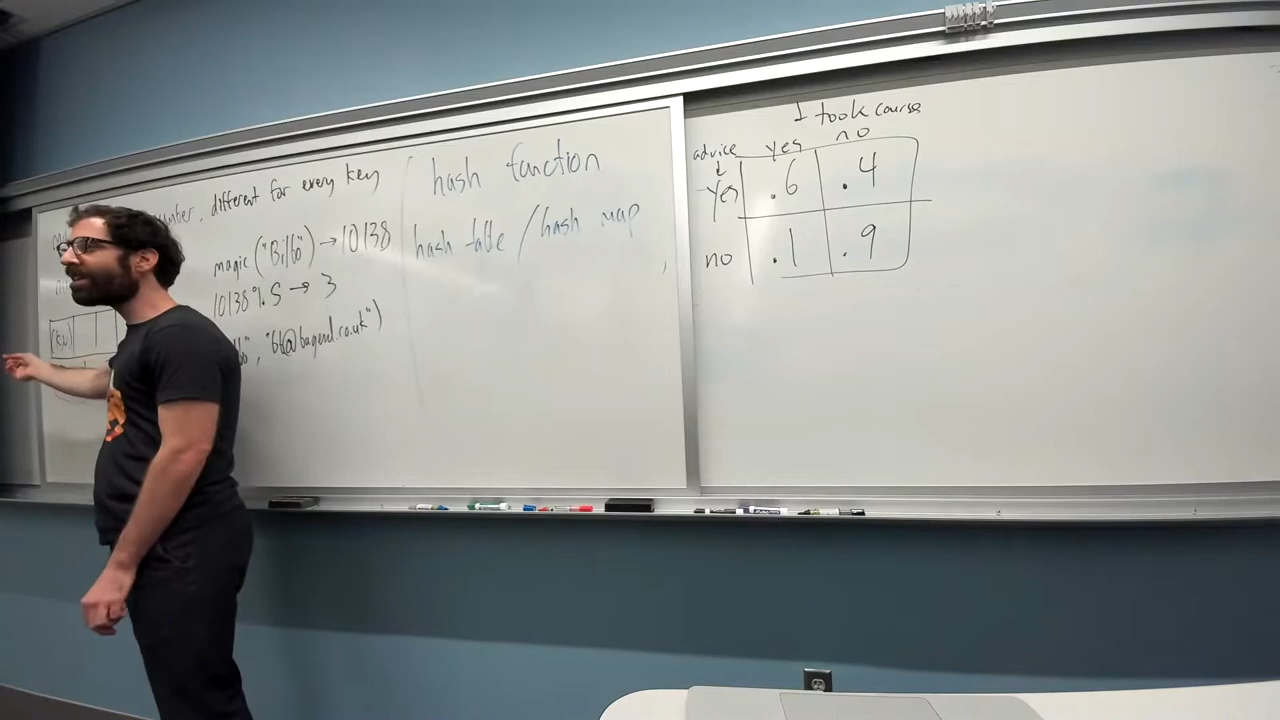 number, different for every key
magic("Bilbo") → 10138
10138 % 5 → 3
"bb@bagend.co.uk")
(k,v)
hash function
hash table / hash map
I took course
advice ↓
yes no
yes .6 .4
no .1 .9